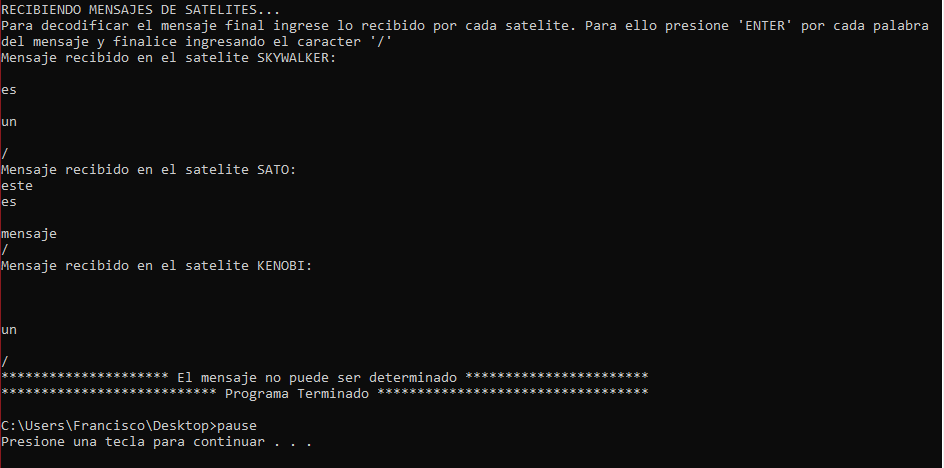 RECIBIENDO MENSAJES DE SATELITES...
Para decodificar el mensaje final ingrese lo recibido por cada satelite. Para ello presione 'ENTER' por cada palabra
del mensaje y finalice ingresando el caracter '/'
Mensaje recibido en el satelite SKYWALKER:
es
un
/
Mensaje recibido en el satelite SATO:
este
es
mensaje
/
Mensaje recibido en el satelite KENOBI:
un
/
********************* El mensaje no puede ser determinado ***********************
*************************** Programa Terminado **********************************
C:\Users\Francisco\Desktop>pause
Presione una tecla para continuar . . .